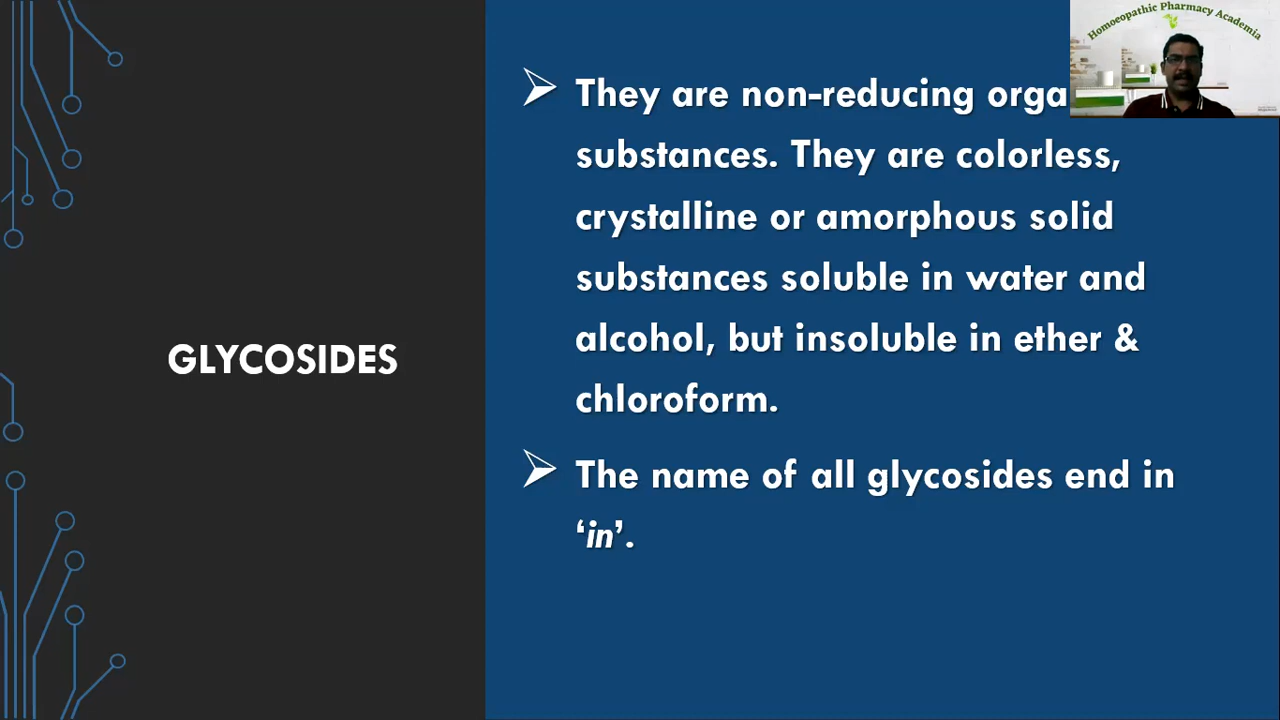 Homoeopathic Pharmacy Academia
They are non-reducing orga
substances. They are colorless,
crystalline or amorphous solid
substances soluble in water and
alcohol, but insoluble in ether &
chloroform.
GLYCOSIDES
The name of all glycosides end in
‘in’.